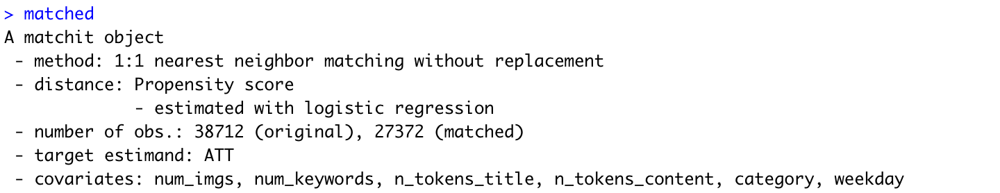 > matched
A matchit object
 - method: 1:1 nearest neighbor matching without replacement
 - distance: Propensity score
             - estimated with logistic regression
 - number of obs.: 38712 (original), 27372 (matched)
 - target estimand: ATT
 - covariates: num_imgs, num_keywords, n_tokens_title, n_tokens_content, category, weekday